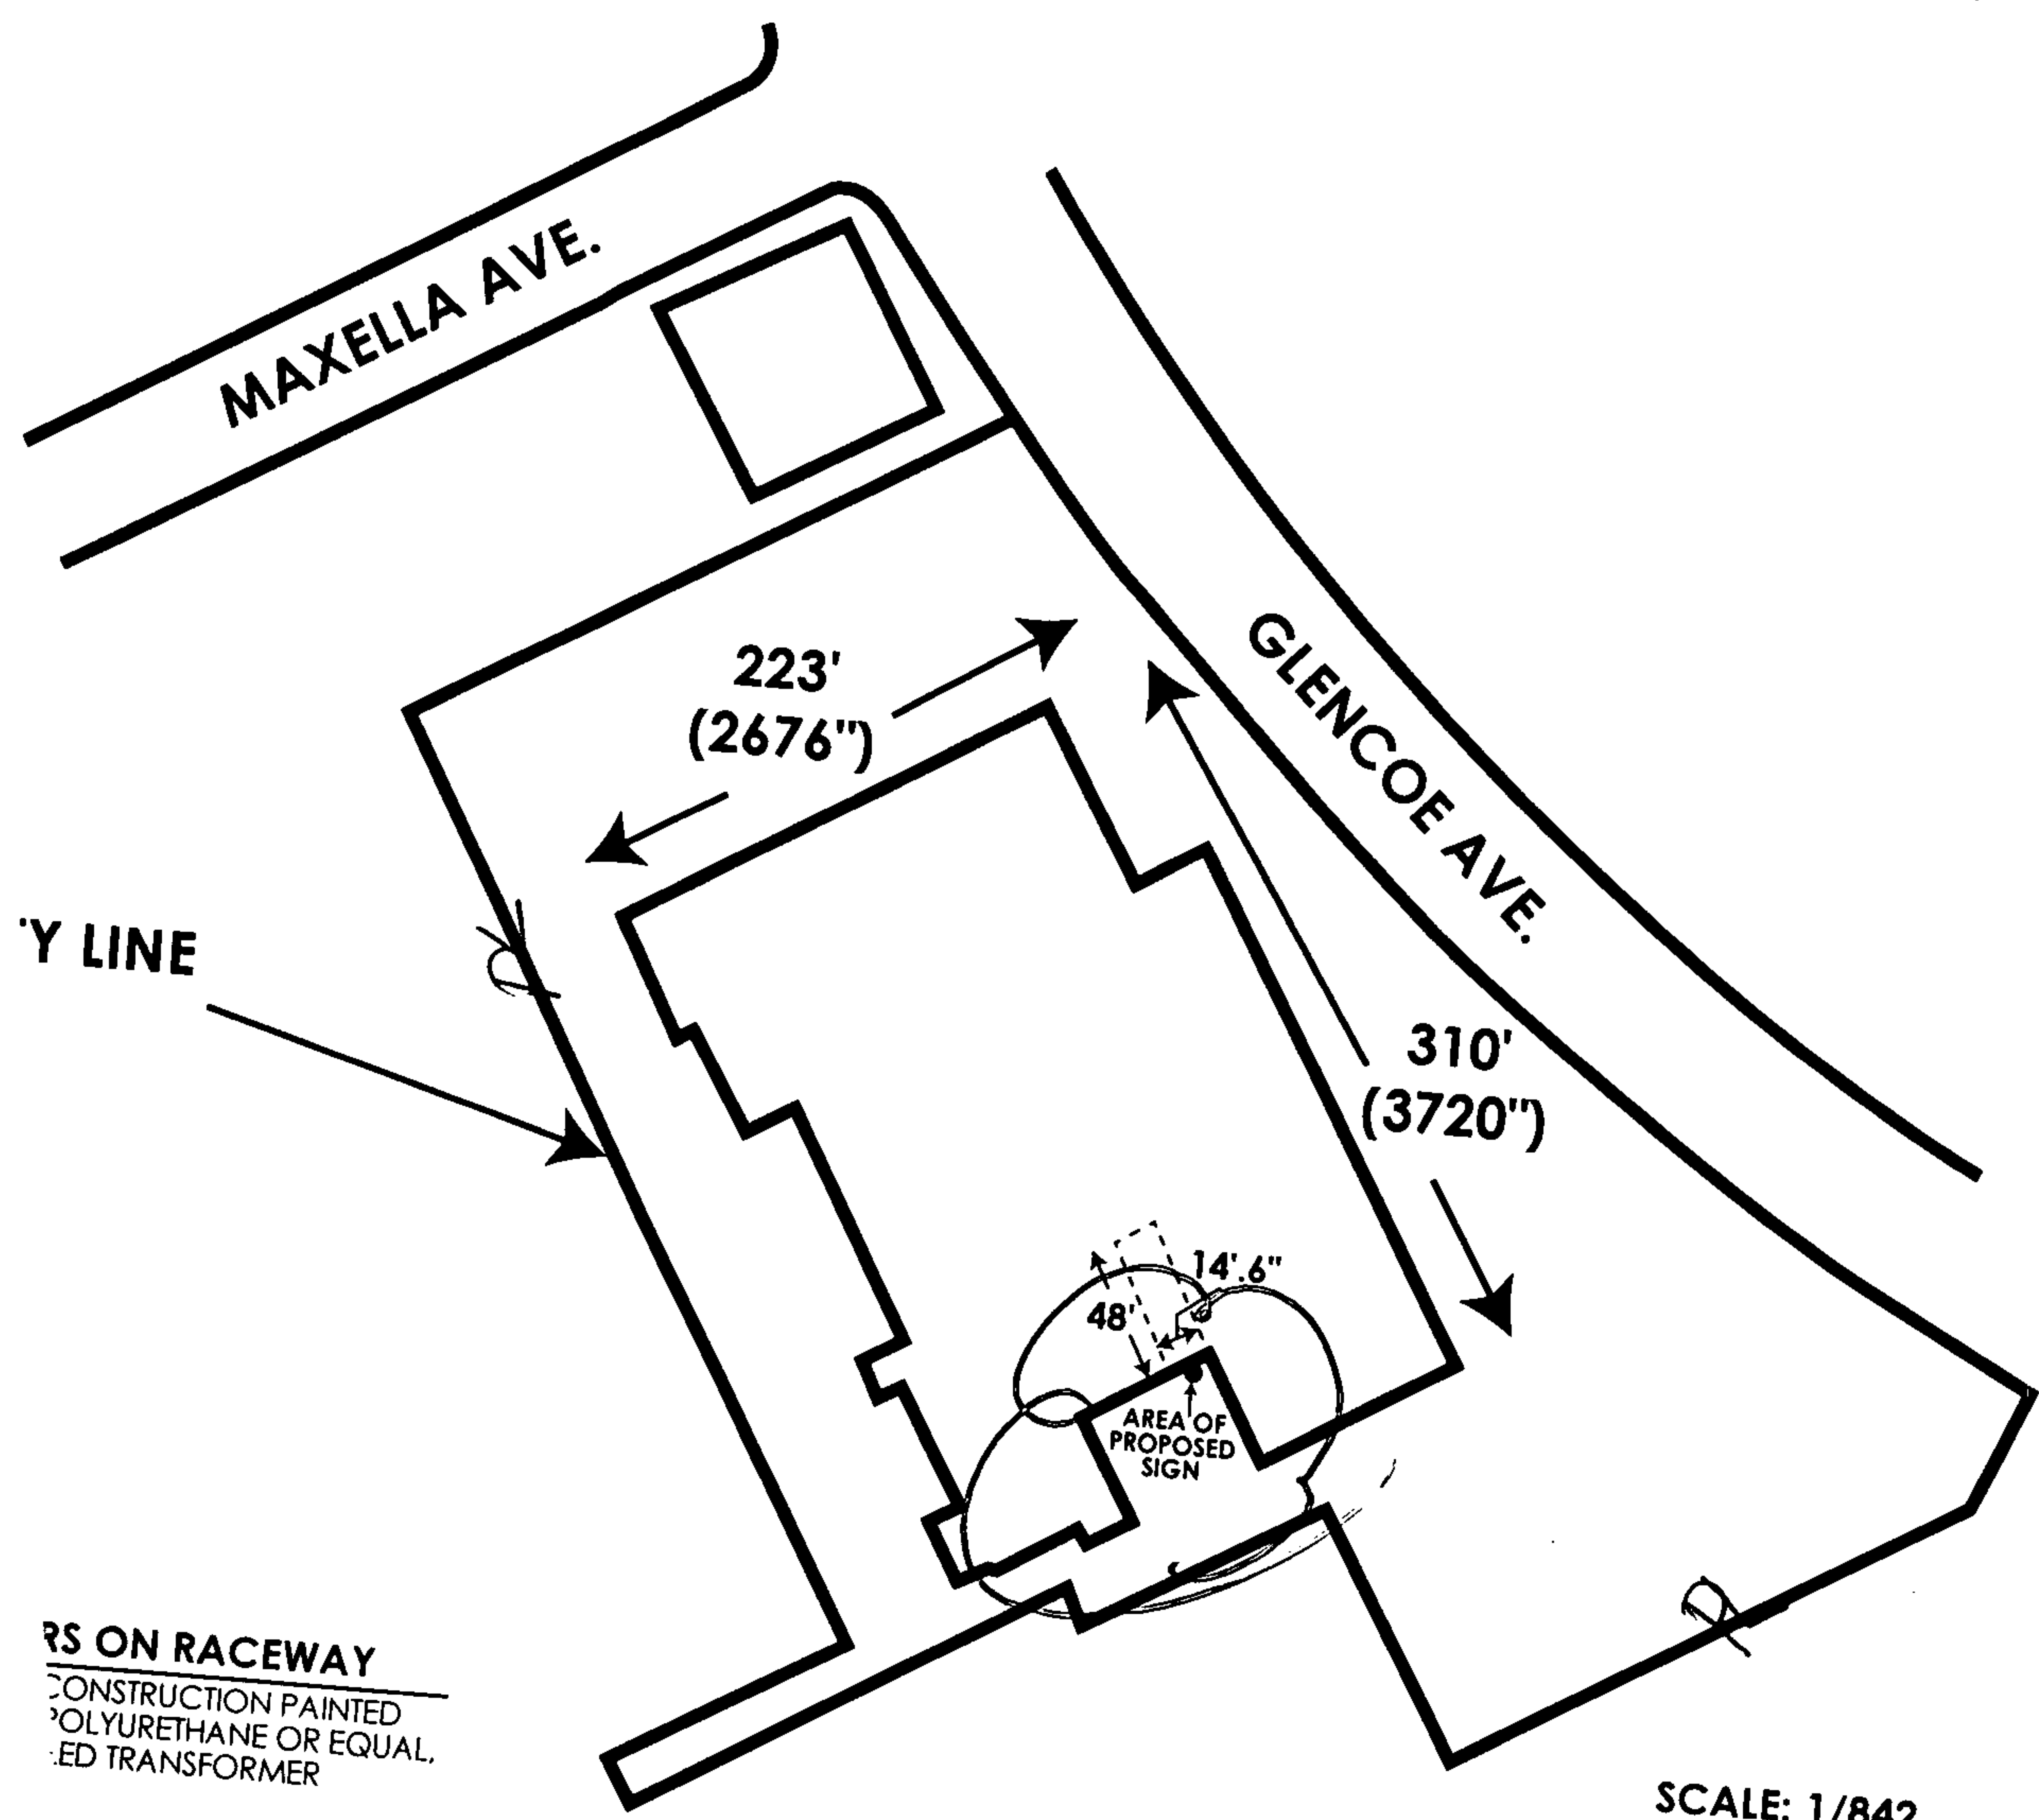 MAXELLA AVE.
223'
(2676")
GLENCOE AVE.
'Y LINE
310'
(3720")
14'.6"
48'
AREA OF
PROPOSED
SIGN
RS ON RACEWAY
CONSTRUCTION PAINTED
POLYURETHANE OR EQUAL,
ED TRANSFORMER
SCALE: 1/842